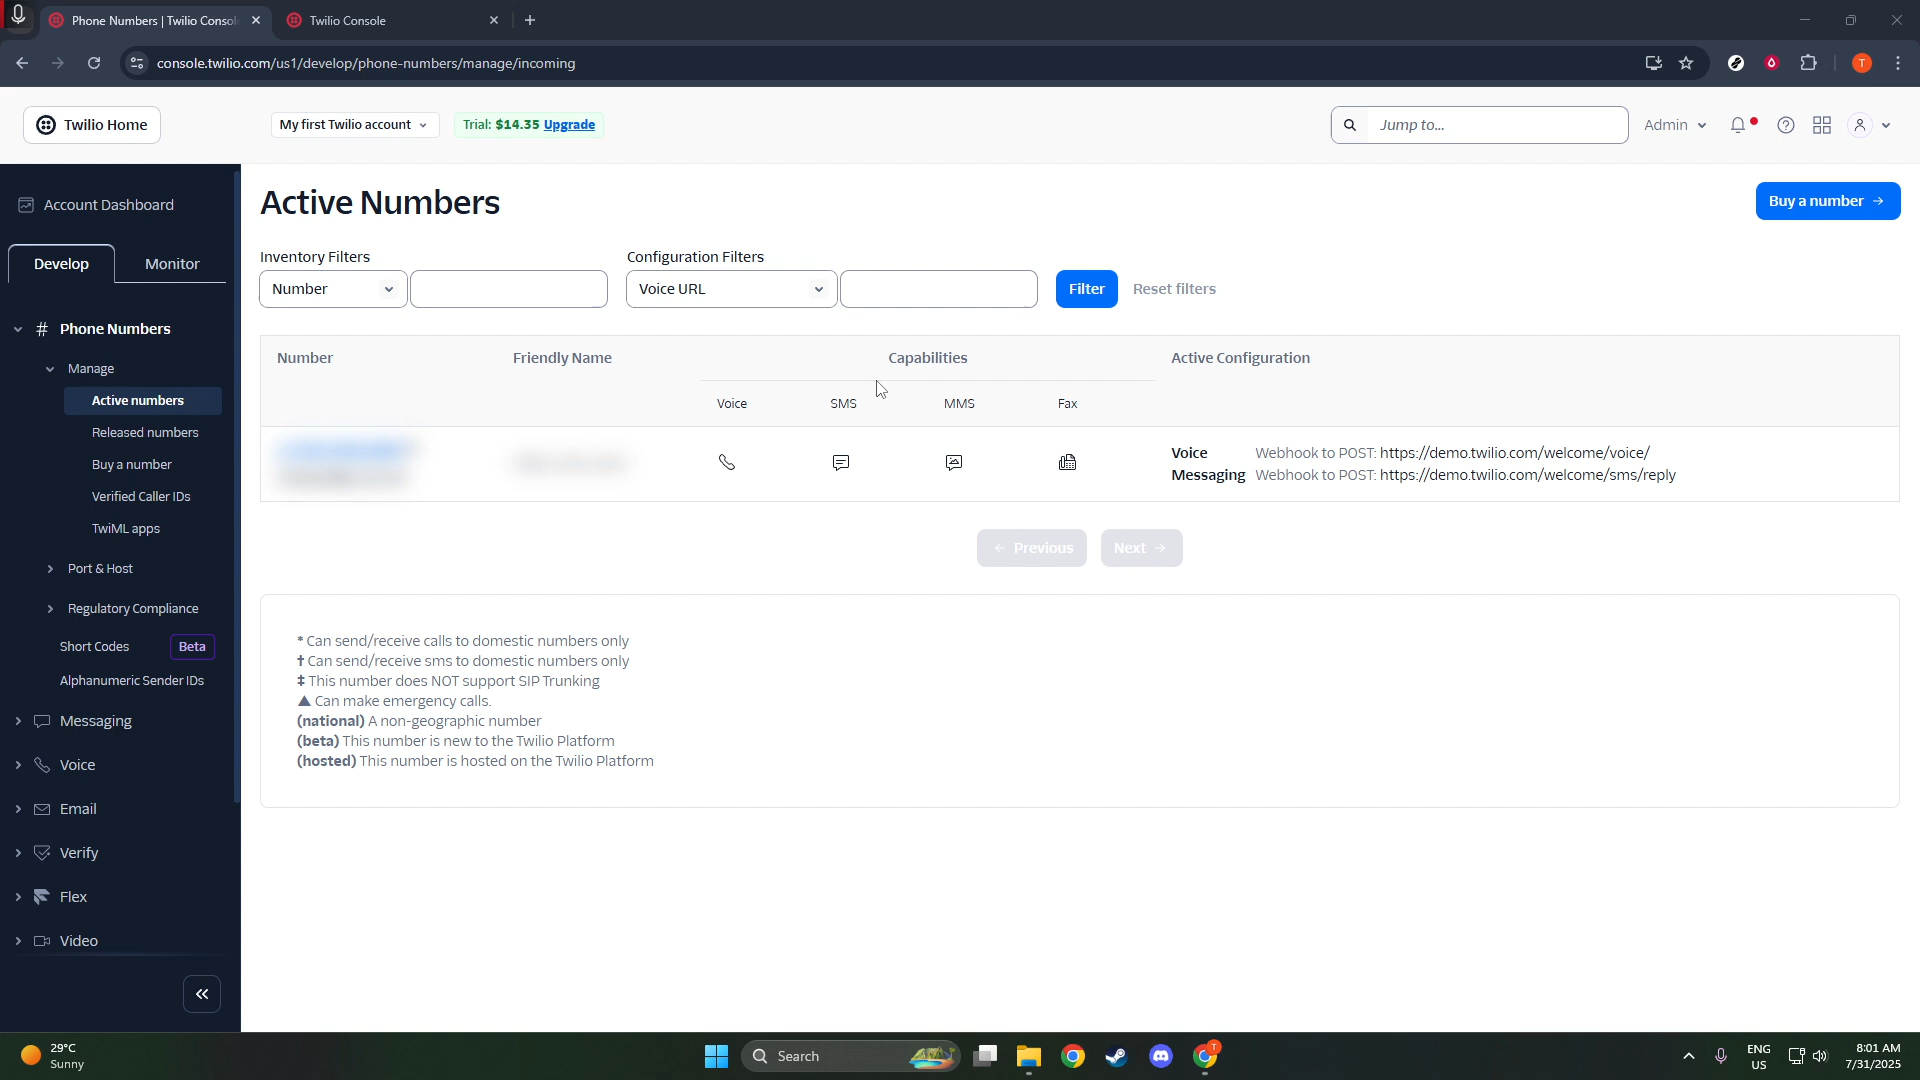 Phone Numbers | Twilio Consol
Twilio Console
console.twilio.com/us1/develop/phone-numbers/manage/incoming
T
Twilio Home
My first Twilio account
Trial: $14.35 Upgrade
Jump to...
Admin
Account Dashboard
Develop
Monitor
Phone Numbers
Manage
Active numbers
Released numbers
Buy a number
Verified Caller IDs
TwiML apps
Port & Host
Regulatory Compliance
Short Codes
Beta
Alphanumeric Sender IDs
Messaging
Voice
Email
Verify
Flex
Video
Active Numbers
Buy a number →
Inventory Filters
Configuration Filters
Number
Voice URL
Filter
Reset filters
Number
Friendly Name
Capabilities
Active Configuration
Voice
SMS
MMS
Fax
Voice Webhook to POST: https://demo.twilio.com/welcome/voice/
Messaging Webhook to POST: https://demo.twilio.com/welcome/sms/reply
← Previous
Next →
* Can send/receive calls to domestic numbers only
† Can send/receive sms to domestic numbers only
‡ This number does NOT support SIP Trunking
▲ Can make emergency calls.
(national) A non-geographic number
(beta) This number is new to the Twilio Platform
(hosted) This number is hosted on the Twilio Platform
29°C
Sunny
Search
T
ENG
US
8:01 AM
7/31/2025